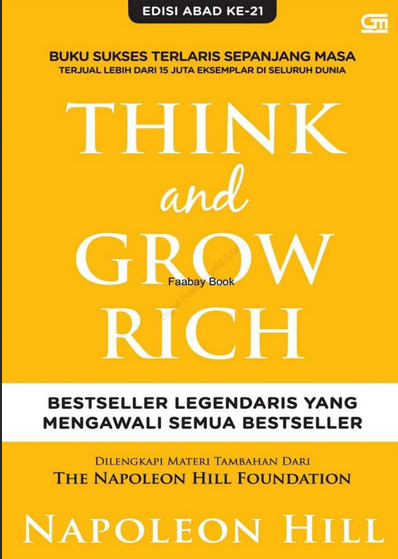 EDISI ABAD KE-21
GM
BUKU SUKSES TERLARIS SEPANJANG MASA
TERJUAL LEBIH DARI 15 JUTA EKSEMPLAR DI SELURUH DUNIA
THINK
and
GROW
Faabay Book
RICH
BESTSELLER LEGENDARIS YANG
MENGAWALI SEMUA BESTSELLER
DILENGKAPI MATERI TAMBAHAN DARI
THE NAPOLEON HILL FOUNDATION
NAPOLEON HILL